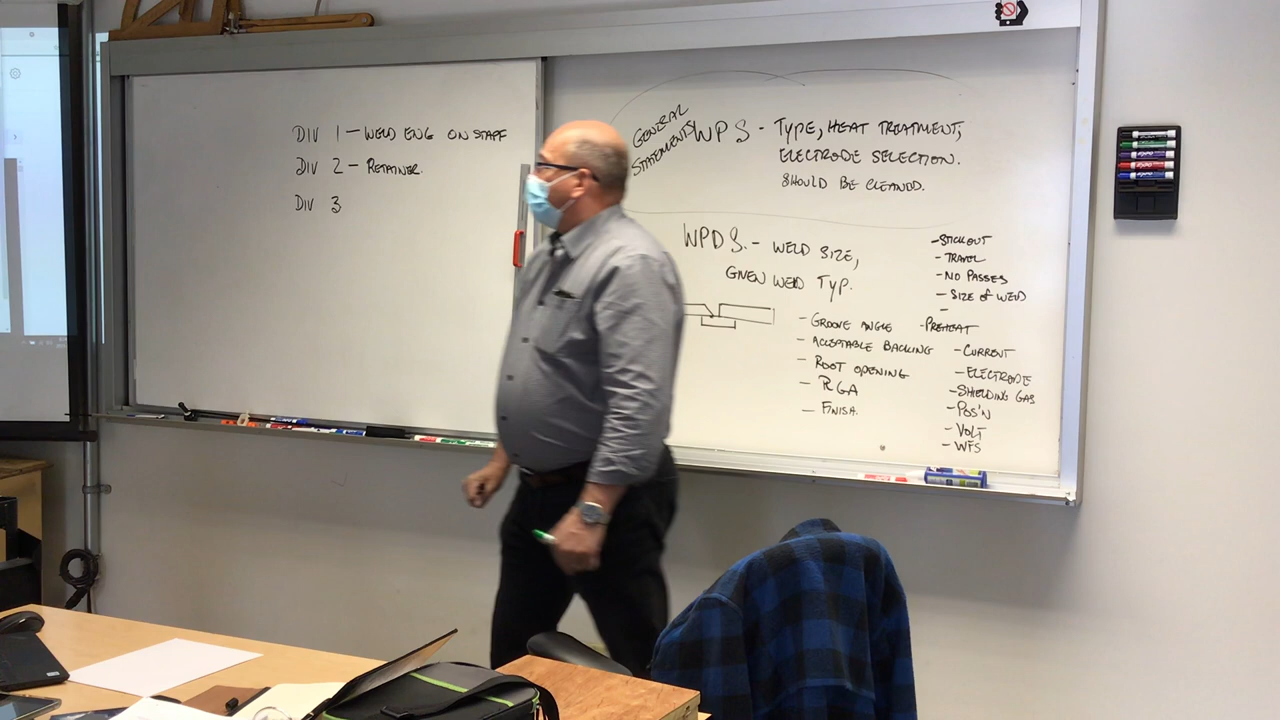 DIV 1 - WELD ENG ON STAFF
DIV 2 - RETAINER.
DIV 3
GENERAL
STATEMENTS
WPS - TYPE, HEAT TREATMENT,
ELECTRODE SELECTION.
SHOULD BE CLEANED.
WPDS. - WELD SIZE,
GIVEN WELD TYP.
- GROOVE ANGLE
- ACCEPTABLE BACKING
- ROOT OPENING
- RGA
- FINISH.
- STICKOUT
- TRAVEL
- NO PASSES
- SIZE OF WELD
-
- PREHEAT
- CURRENT
- ELECTRODE
- SHIELDING GAS
- POS'N
- VOLT
- WFS